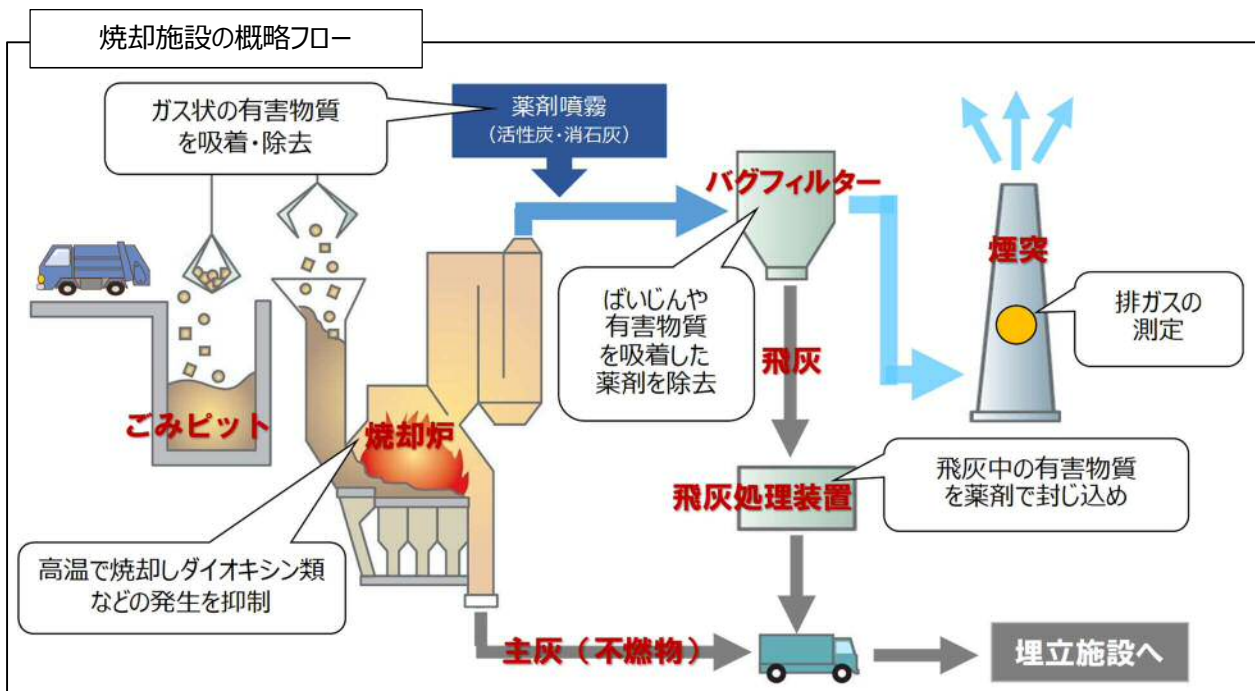 焼却施設の概略フロー
ガス状の有害物質
を吸着・除去
薬剤噴霧
（活性炭・消石灰）
バグフィルター
煙突
排ガスの
測定
ばいじんや
有害物質
を吸着した
薬剤を除去
飛灰
ごみピット
焼却炉
飛灰処理装置
飛灰中の有害物質
を薬剤で封じ込め
高温で焼却しダイオキシン類
などの発生を抑制
主灰（不燃物）
埋立施設へ